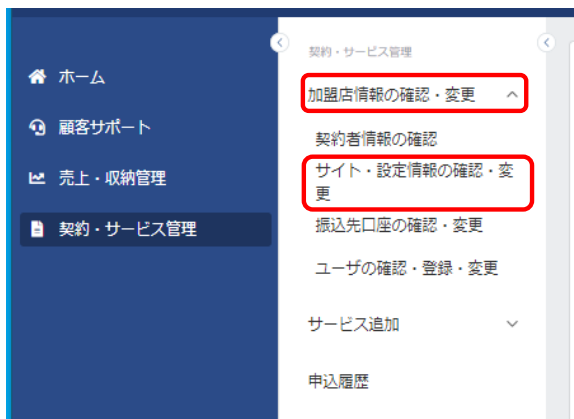 ホーム
顧客サポート
売上・収納管理
契約・サービス管理
契約・サービス管理
加盟店情報の確認・変更
契約者情報の確認
サイト・設定情報の確認・変
更
振込先口座の確認・変更
ユーザの確認・登録・変更
サービス追加
申込履歴